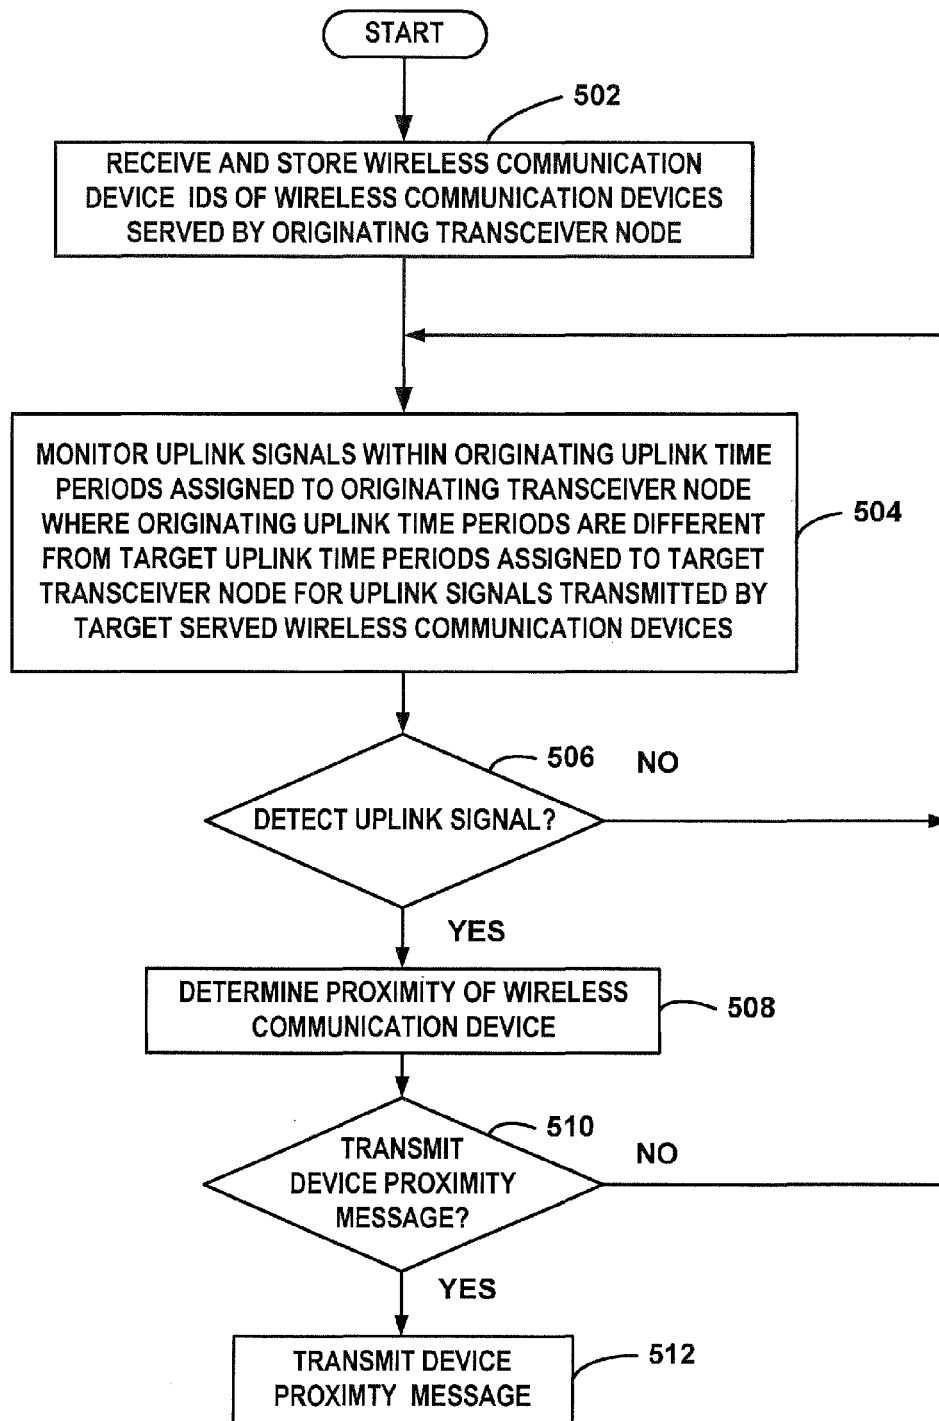 START
502
RECEIVE AND STORE WIRELESS COMMUNICATION
DEVICE IDS OF WIRELESS COMMUNICATION DEVICES
SERVED BY ORIGINATING TRANSCEIVER NODE
MONITOR UPLINK SIGNALS WITHIN ORIGINATING UPLINK TIME
PERIODS ASSIGNED TO ORIGINATING TRANSCEIVER NODE
WHERE ORIGINATING UPLINK TIME PERIODS ARE DIFFERENT
FROM TARGET UPLINK TIME PERIODS ASSIGNED TO TARGET
TRANSCEIVER NODE FOR UPLINK SIGNALS TRANSMITTED BY
TARGET SERVED WIRELESS COMMUNICATION DEVICES
504
506
NO
DETECT UPLINK SIGNAL?
YES
DETERMINE PROXIMITY OF WIRELESS
COMMUNICATION DEVICE
508
510
NO
TRANSMIT
DEVICE PROXIMITY
MESSAGE?
YES
TRANSMIT DEVICE
PROXIMTY MESSAGE
512